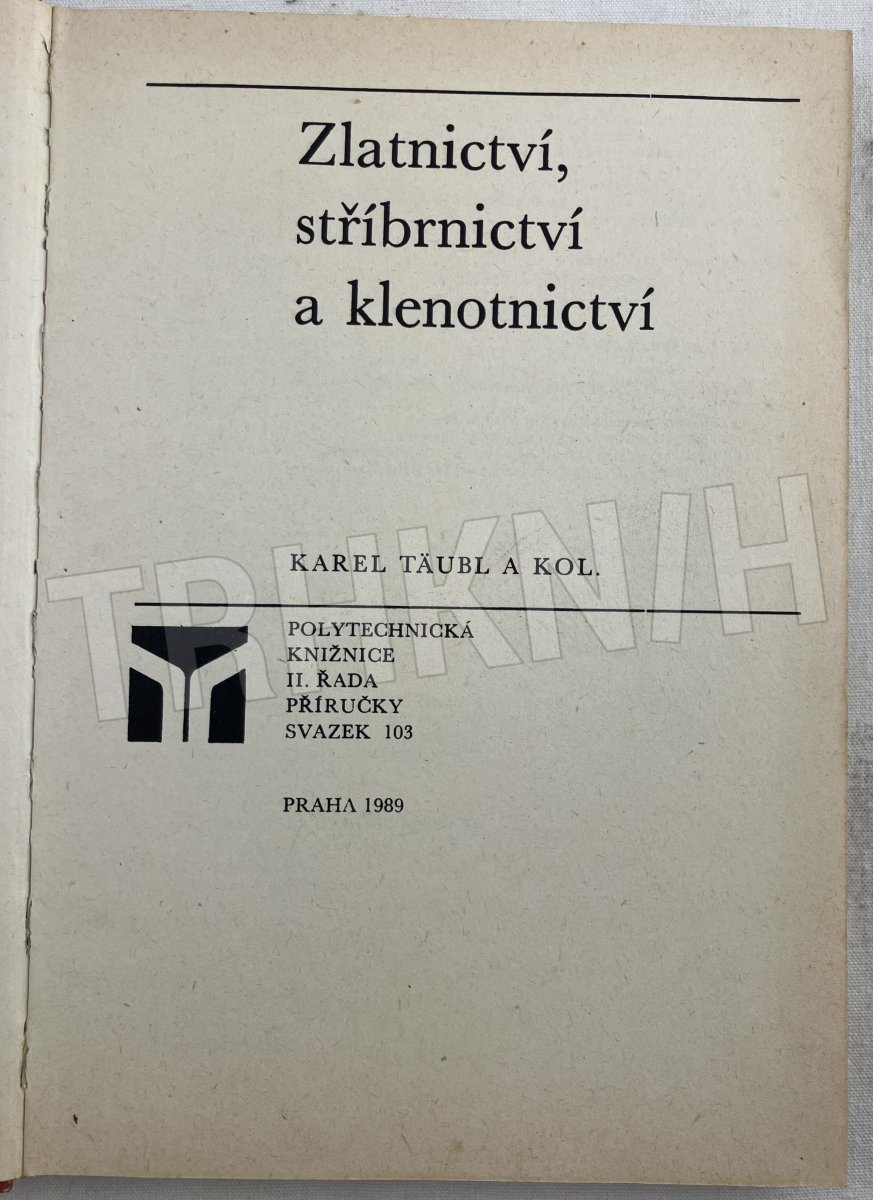 Zlatnictví,
stříbrnictví
a klenotnictví
KAREL TÄUBL A KOL.
POLYTECHNICKÁ
KNIŽNICE
II. ŘADA
PŘÍRUČKY
SVAZEK 103
PRAHA 1989
TRHKNIH